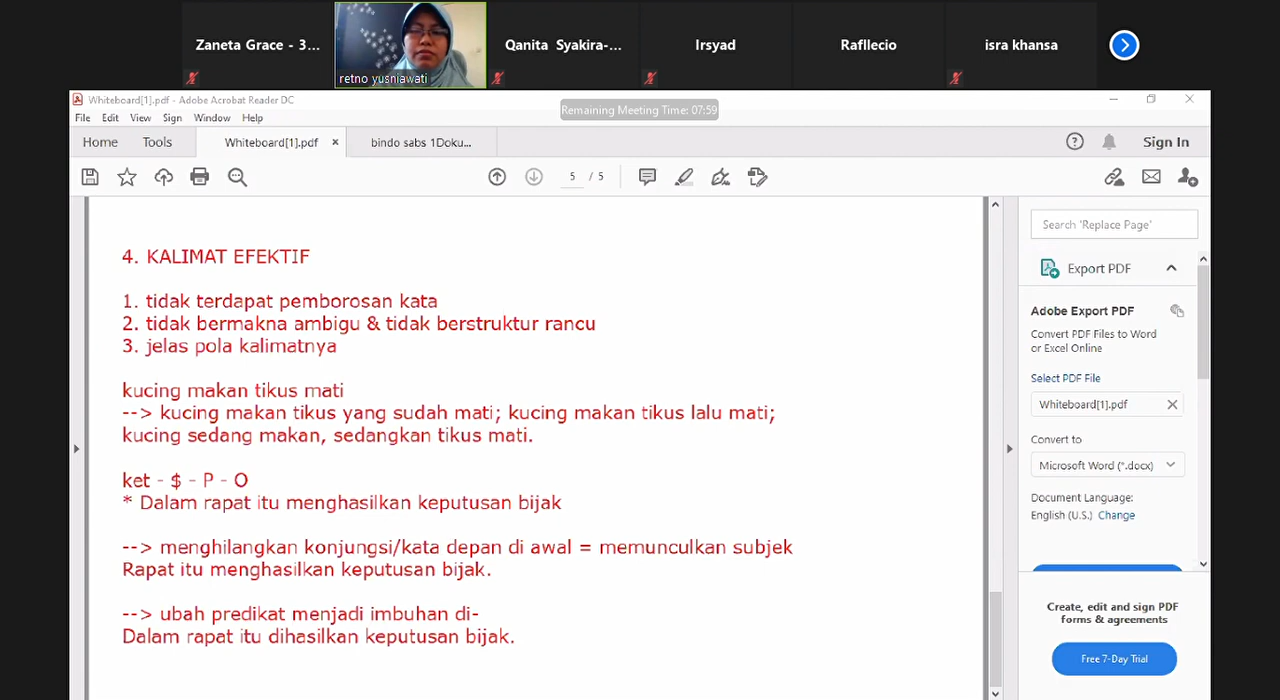 Zaneta Grace - 3...
retno yusniawati
Qanita Syakira-...
Irsyad
Rafllecio
isra khansa
Whiteboard[1].pdf - Adobe Acrobat Reader DC
Remaining Meeting Time: 07:59
File Edit View Sign Window Help
Home Tools Whiteboard[1].pdf × bindo sabs 1Doku... Sign In
5 / 5
4. KALIMAT EFEKTIF
1. tidak terdapat pemborosan kata
2. tidak bermakna ambigu & tidak berstruktur rancu
3. jelas pola kalimatnya
kucing makan tikus mati
--> kucing makan tikus yang sudah mati; kucing makan tikus lalu mati;
kucing sedang makan, sedangkan tikus mati.
ket - $ - P - O
* Dalam rapat itu menghasilkan keputusan bijak
--> menghilangkan konjungsi/kata depan di awal = memunculkan subjek
Rapat itu menghasilkan keputusan bijak.
--> ubah predikat menjadi imbuhan di-
Dalam rapat itu dihasilkan keputusan bijak.
Search 'Replace Page'
Export PDF
Adobe Export PDF
Convert PDF Files to Word
or Excel Online
Select PDF File
Whiteboard[1].pdf
Convert to
Microsoft Word (*.docx)
Document Language:
English (U.S.) Change
Create, edit and sign PDF
forms & agreements
Free 7-Day Trial